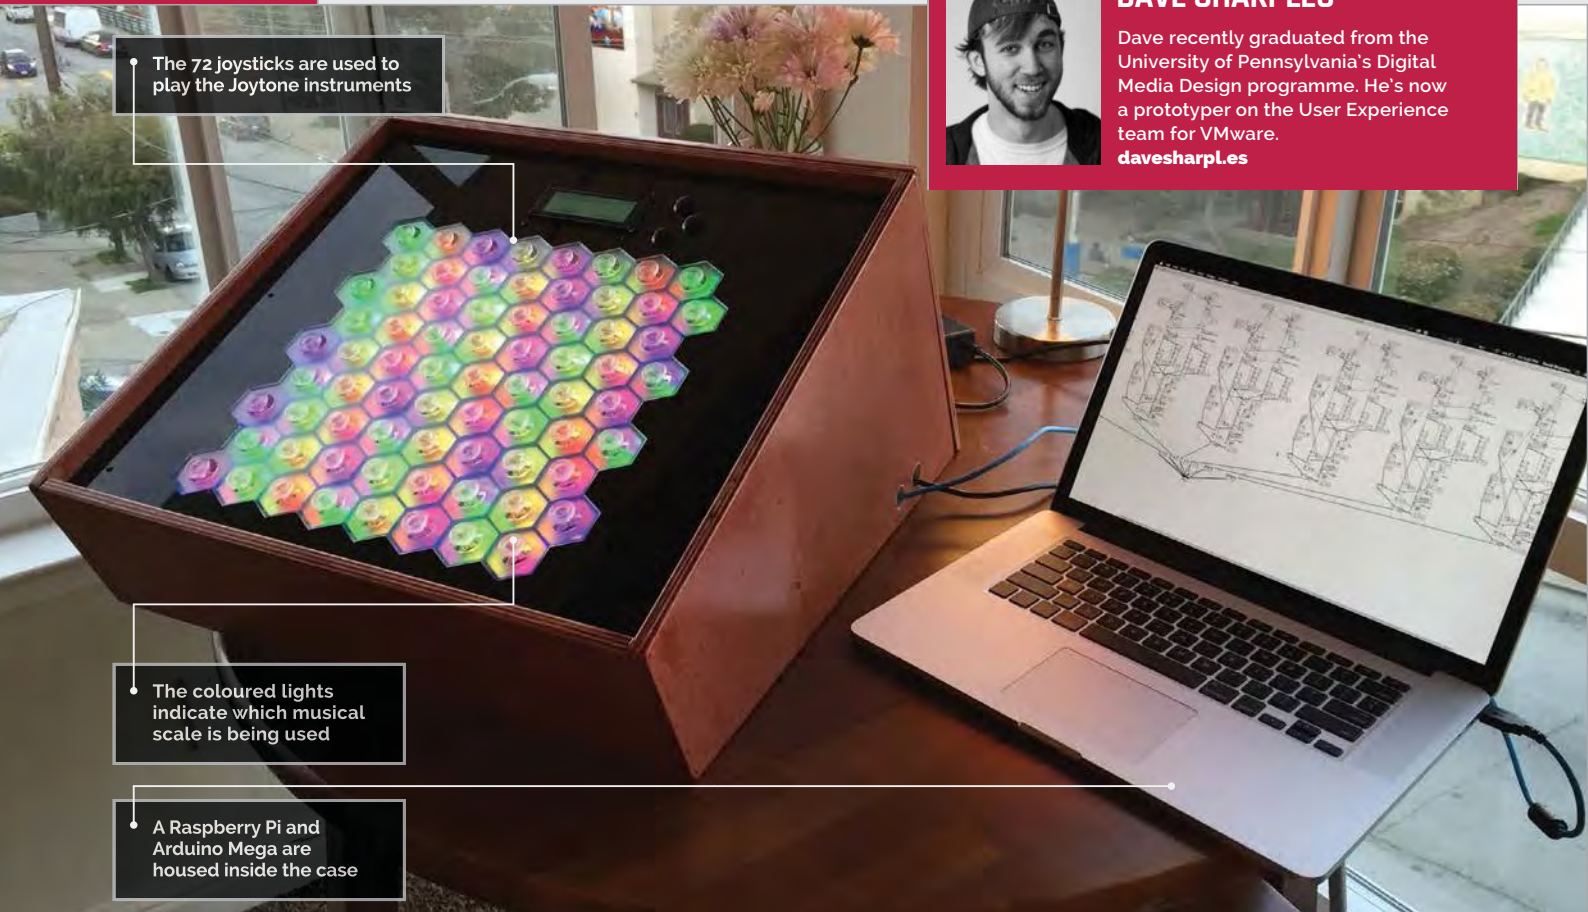 The 72 joysticks are used to
play the Joytone instruments
DAVE SHARPLES
Dave recently graduated from the
University of Pennsylvania's Digital
Media Design programme. He's now
a prototyper on the User Experience
team for VMware.
davesharpl.es
The coloured lights
indicate which musical
scale is being used
A Raspberry Pi and
Arduino Mega are
housed inside the case